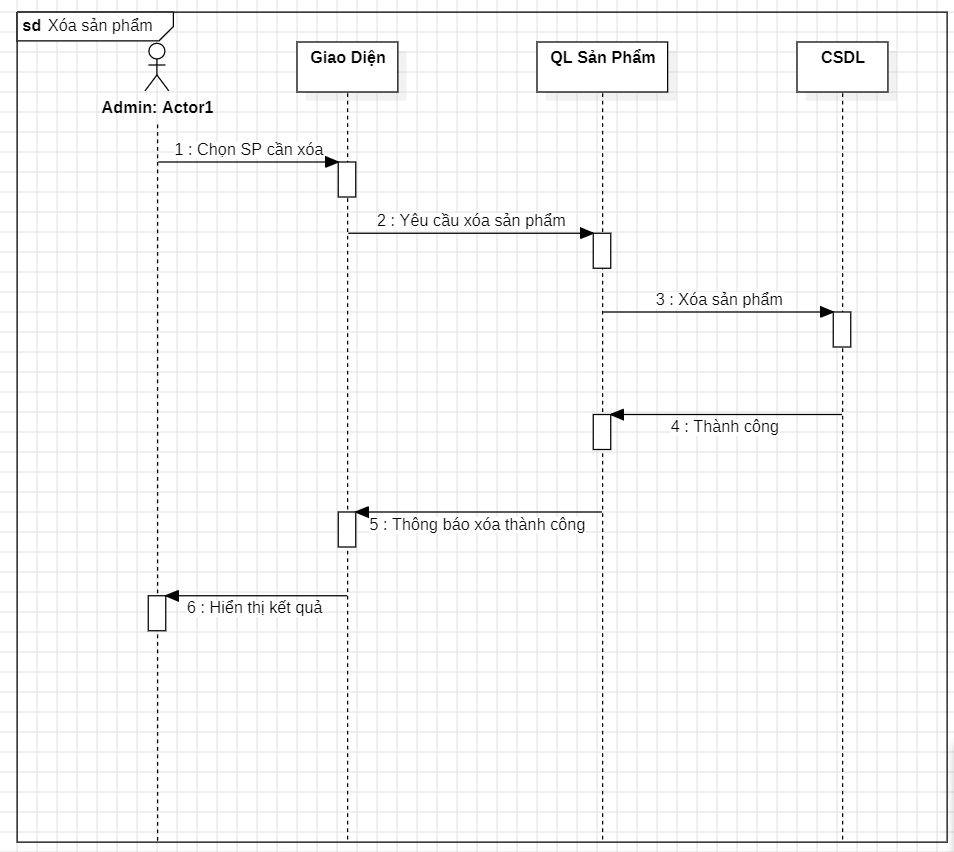 sd Xóa sản phẩm
Giao Diện
QL Sản Phẩm
CSDL
Admin: Actor1
1 : Chọn SP cần xóa
2 : Yêu cầu xóa sản phẩm
3 : Xóa sản phẩm
4 : Thành công
5 : Thông báo xóa thành công
6 : Hiển thị kết quả